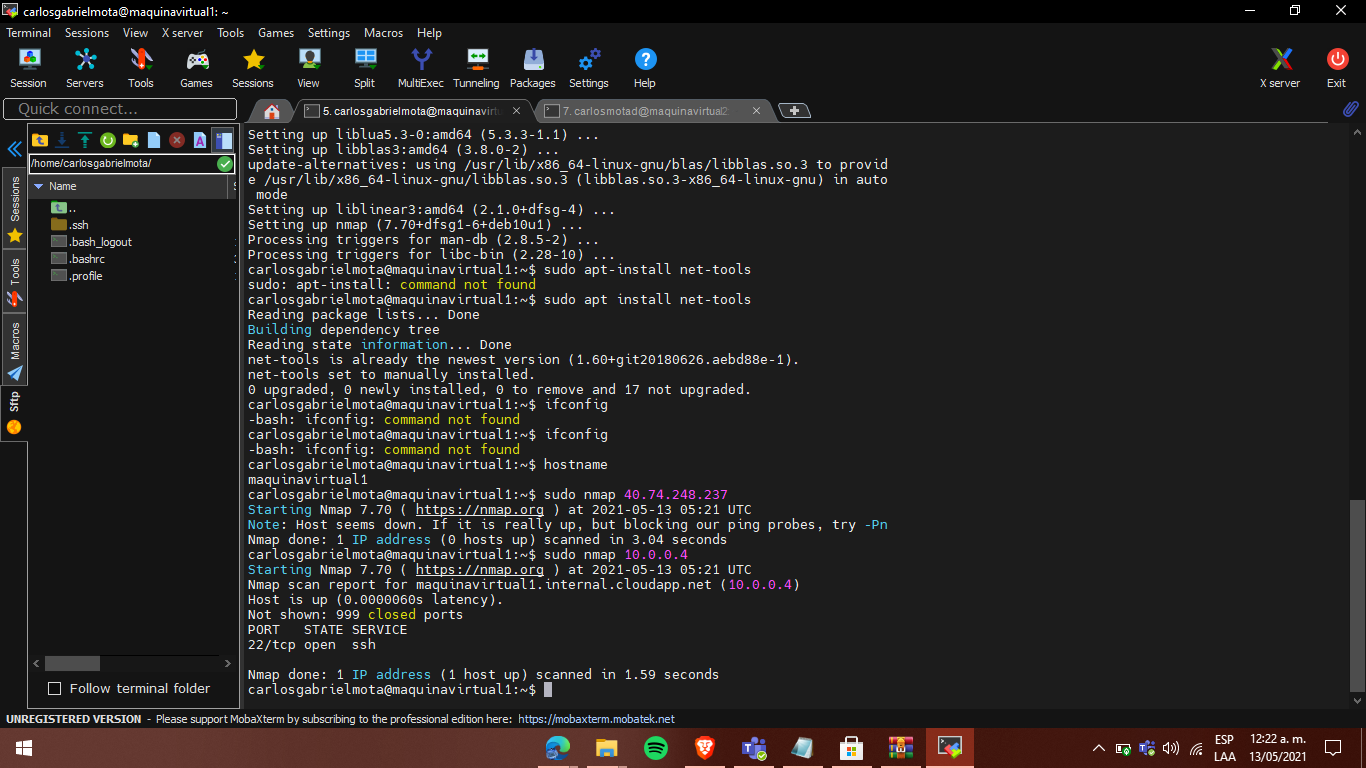 carlosgabrielmota@maquinavirtual1: ~
Terminal Sessions View X server Tools Games Settings Macros Help
Session Servers Tools Games Sessions View Split MultiExec Tunneling Packages Settings Help X server Exit
Quick connect...
5. carlosgabrielmota@maquinavirtu
7. carlosmotad@maquinavirtual2:
/home/carlosgabrielmota/
Name
..
.ssh
.bash_logout
.bashrc
.profile
Sessions
Tools
Macros
Sftp
Setting up liblua5.3-0:amd64 (5.3.3-1.1) ...
Setting up libblas3:amd64 (3.8.0-2) ...
update-alternatives: using /usr/lib/x86_64-linux-gnu/blas/libblas.so.3 to provid
e /usr/lib/x86_64-linux-gnu/libblas.so.3 (libblas.so.3-x86_64-linux-gnu) in auto
 mode
Setting up liblinear3:amd64 (2.1.0+dfsg-4) ...
Setting up nmap (7.70+dfsg1-6+deb10u1) ...
Processing triggers for man-db (2.8.5-2) ...
Processing triggers for libc-bin (2.28-10) ...
carlosgabrielmota@maquinavirtual1:~$ sudo apt-install net-tools
sudo: apt-install: command not found
carlosgabrielmota@maquinavirtual1:~$ sudo apt install net-tools
Reading package lists... Done
Building dependency tree
Reading state information... Done
net-tools is already the newest version (1.60+git20180626.aebd88e-1).
net-tools set to manually installed.
0 upgraded, 0 newly installed, 0 to remove and 17 not upgraded.
carlosgabrielmota@maquinavirtual1:~$ ifconfig
-bash: ifconfig: command not found
carlosgabrielmota@maquinavirtual1:~$ ifconfig
-bash: ifconfig: command not found
carlosgabrielmota@maquinavirtual1:~$ hostname
maquinavirtual1
carlosgabrielmota@maquinavirtual1:~$ sudo nmap 40.74.248.237
Starting Nmap 7.70 ( https://nmap.org ) at 2021-05-13 05:21 UTC
Note: Host seems down. If it is really up, but blocking our ping probes, try -Pn
Nmap done: 1 IP address (0 hosts up) scanned in 3.04 seconds
carlosgabrielmota@maquinavirtual1:~$ sudo nmap 10.0.0.4
Starting Nmap 7.70 ( https://nmap.org ) at 2021-05-13 05:21 UTC
Nmap scan report for maquinavirtual1.internal.cloudapp.net (10.0.0.4)
Host is up (0.0000060s latency).
Not shown: 999 closed ports
PORT   STATE SERVICE
22/tcp open  ssh
Nmap done: 1 IP address (1 host up) scanned in 1.59 seconds
carlosgabrielmota@maquinavirtual1:~$
Follow terminal folder
UNREGISTERED VERSION - Please support MobaXterm by subscribing to the professional edition here: https://mobaxterm.mobatek.net
ESP
LAA
12:22 a. m.
13/05/2021